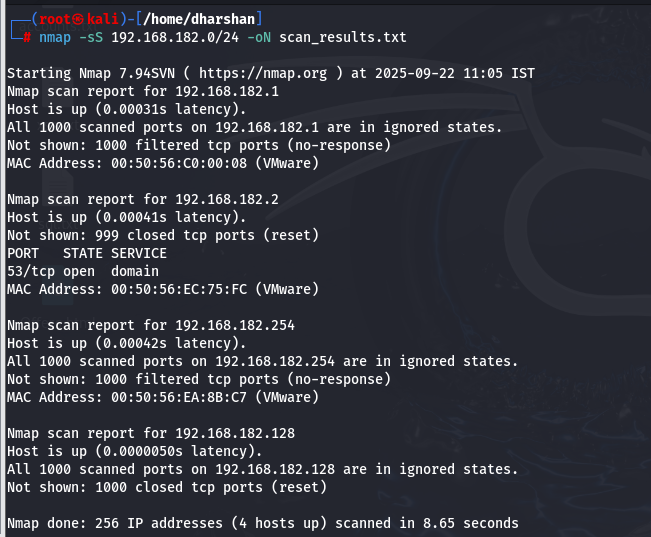 ┌──(root㉿kali)-[/home/dharshan]
└─# nmap -sS 192.168.182.0/24 -oN scan_results.txt
Starting Nmap 7.94SVN ( https://nmap.org ) at 2025-09-22 11:05 IST
Nmap scan report for 192.168.182.1
Host is up (0.00031s latency).
All 1000 scanned ports on 192.168.182.1 are in ignored states.
Not shown: 1000 filtered tcp ports (no-response)
MAC Address: 00:50:56:C0:00:08 (VMware)
Nmap scan report for 192.168.182.2
Host is up (0.00041s latency).
Not shown: 999 closed tcp ports (reset)
PORT   STATE SERVICE
53/tcp open  domain
MAC Address: 00:50:56:EC:75:FC (VMware)
Nmap scan report for 192.168.182.254
Host is up (0.00042s latency).
All 1000 scanned ports on 192.168.182.254 are in ignored states.
Not shown: 1000 filtered tcp ports (no-response)
MAC Address: 00:50:56:EA:8B:C7 (VMware)
Nmap scan report for 192.168.182.128
Host is up (0.0000050s latency).
All 1000 scanned ports on 192.168.182.128 are in ignored states.
Not shown: 1000 closed tcp ports (reset)
Nmap done: 256 IP addresses (4 hosts up) scanned in 8.65 seconds